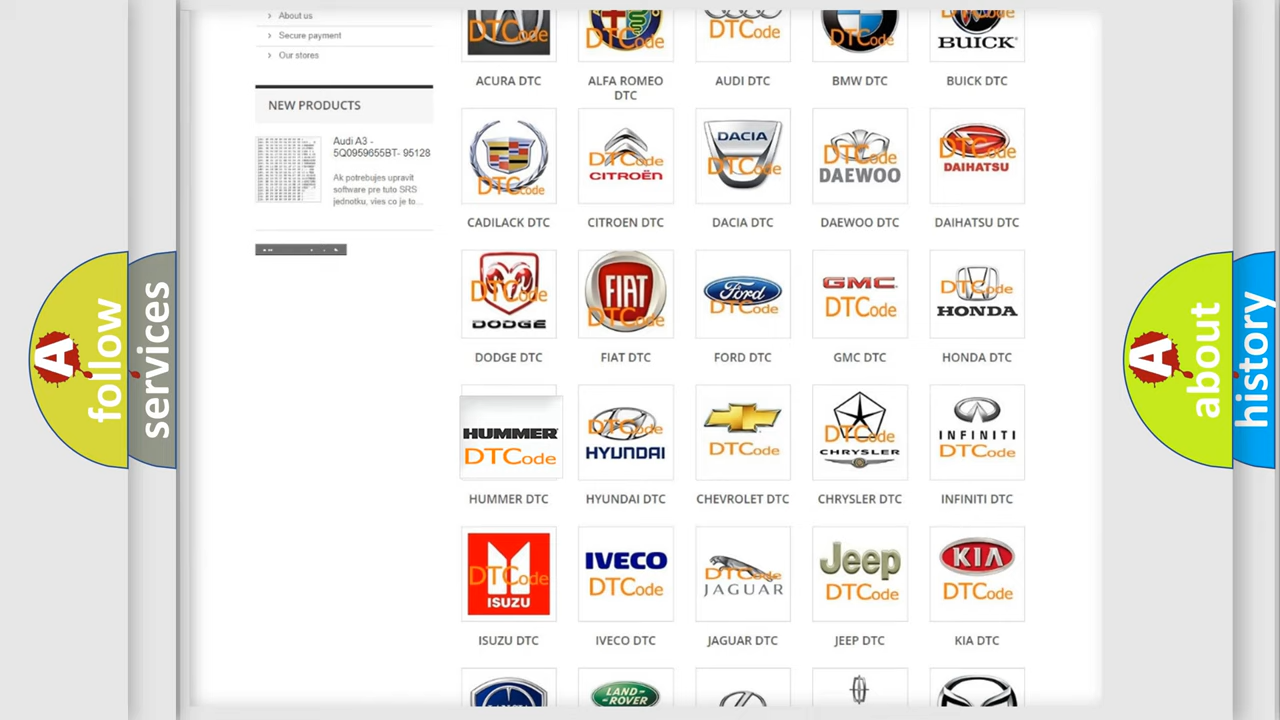 About us
Secure payment
Our stores
NEW PRODUCTS
Audi A3 -
5Q0959655BT- 95128
Ak potrebujes upravit
software pre tuto SRS
jednotku, vies co je to...
A follow
services
A about
history
DTCode
DTCode
DTCode
DTCode
DTCode
BUICK
ACURA DTC
ALFA ROMEO
DTC
AUDI DTC
BMW DTC
BUICK DTC
DTCode
DTCode
CITROËN
DACIA
DTCode
DTCode
DAEWOO
DTCode
DAIHATSU
CADILACK DTC
CITROEN DTC
DACIA DTC
DAEWOO DTC
DAIHATSU DTC
DTCode
DODGE
FIAT
DTCode
Ford
DTCode
GMC
DTCode
DTCode
HONDA
DODGE DTC
FIAT DTC
FORD DTC
GMC DTC
HONDA DTC
HUMMER
DTCode
DTCode
HYUNDAI
DTCode
DTCode
CHRYSLER
INFINITI
DTCode
HUMMER DTC
HYUNDAI DTC
CHEVROLET DTC
CHRYSLER DTC
INFINITI DTC
DTCode
ISUZU
IVECO
DTCode
DTCode
JAGUAR
Jeep
DTCode
KIA
DTCode
ISUZU DTC
IVECO DTC
JAGUAR DTC
JEEP DTC
KIA DTC
LAND-
ROVER